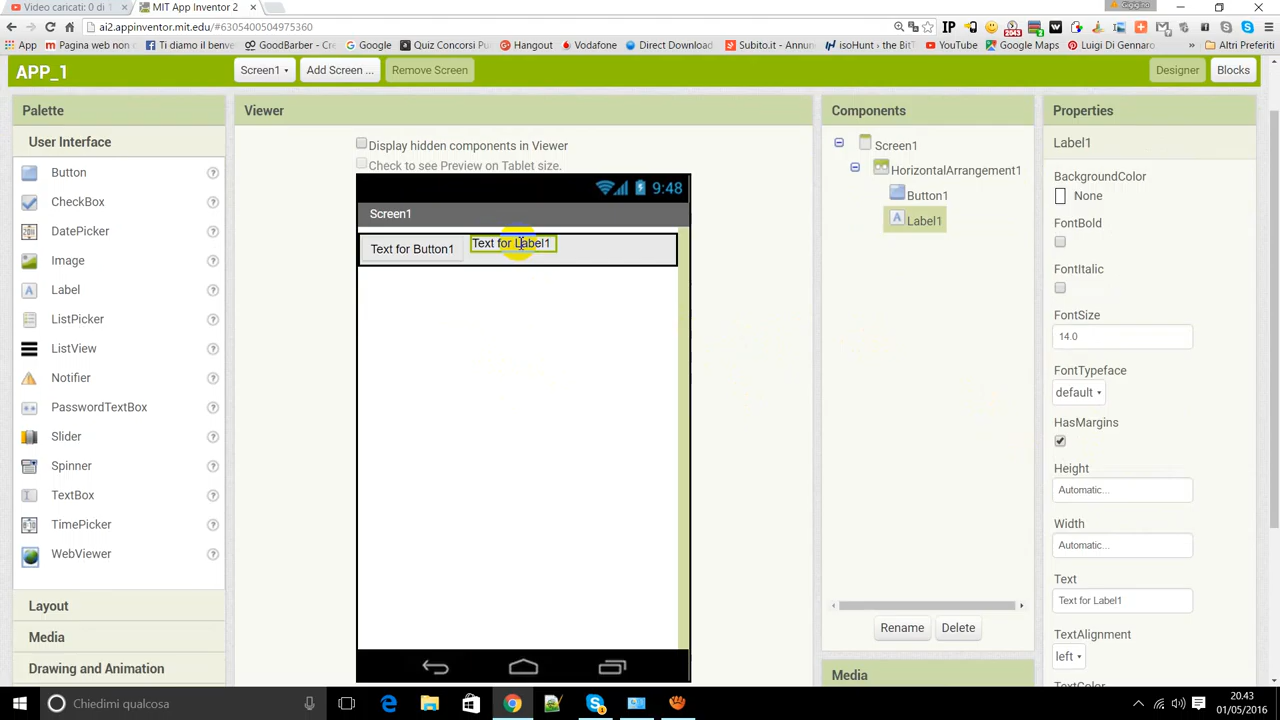 Video caricati: 0 di 1
MIT App Inventor 2
ai2.appinventor.mit.edu/#6305400504975360
App
Pagina web non d
Ti diamo il benve
GoodBarber - Cre
Google
Quiz Concorsi Pu
Hangout
Vodafone
Direct Download
Subito.it - Annun
isoHunt - the BitT
YouTube
Google Maps
Luigi Di Gennaro
» Altri Preferiti
APP_1
Screen1
Add Screen ...
Remove Screen
Designer
Blocks
Palette
Viewer
Components
Properties
User Interface
Button
CheckBox
DatePicker
Image
Label
ListPicker
ListView
Notifier
PasswordTextBox
Slider
Spinner
TextBox
TimePicker
WebViewer
Layout
Media
Drawing and Animation
Display hidden components in Viewer
Check to see Preview on Tablet size.
9:48
Screen1
Text for Button1
Text for Label1
Screen1
HorizontalArrangement1
Button1
Label1
Rename
Delete
Media
Label1
BackgroundColor
None
FontBold
FontItalic
FontSize
14.0
FontTypeface
default
HasMargins
Height
Automatic...
Width
Automatic...
Text
Text for Label1
TextAlignment
left
Chiedimi qualcosa
20.43
01/05/2016